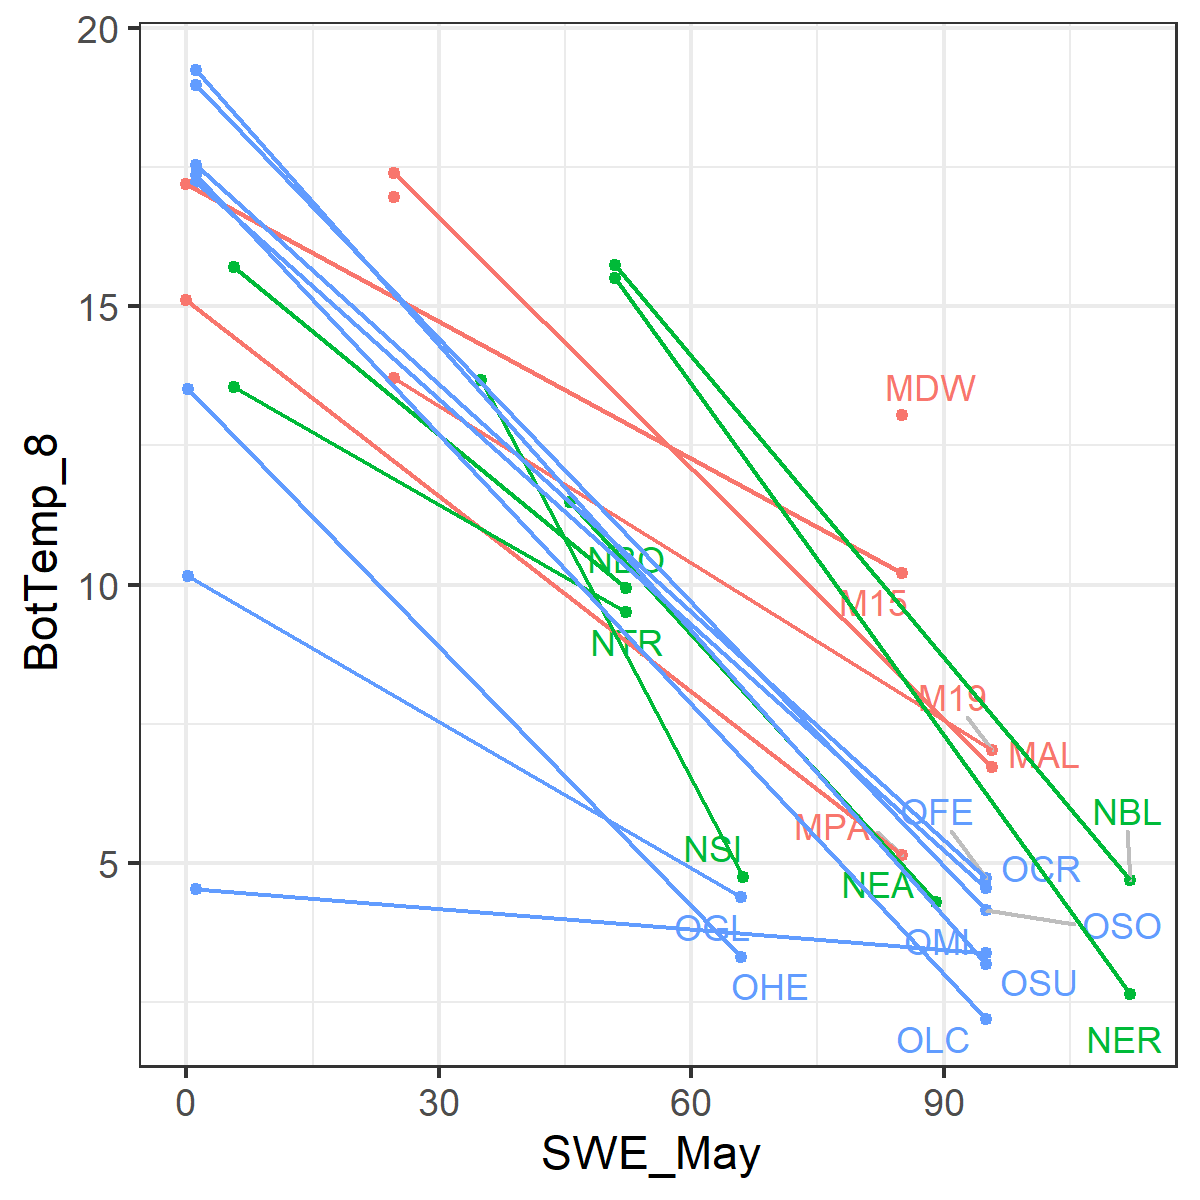 20
15
10
5
BotTemp_8
MDW
NBO
M15
NTR
M19
MAL
OFE
NBL
MPA
NSI
OCR
NEA
OGL
OMI
OSO
OHE
OSU
OLC
NER
0
30
60
90
SWE_May